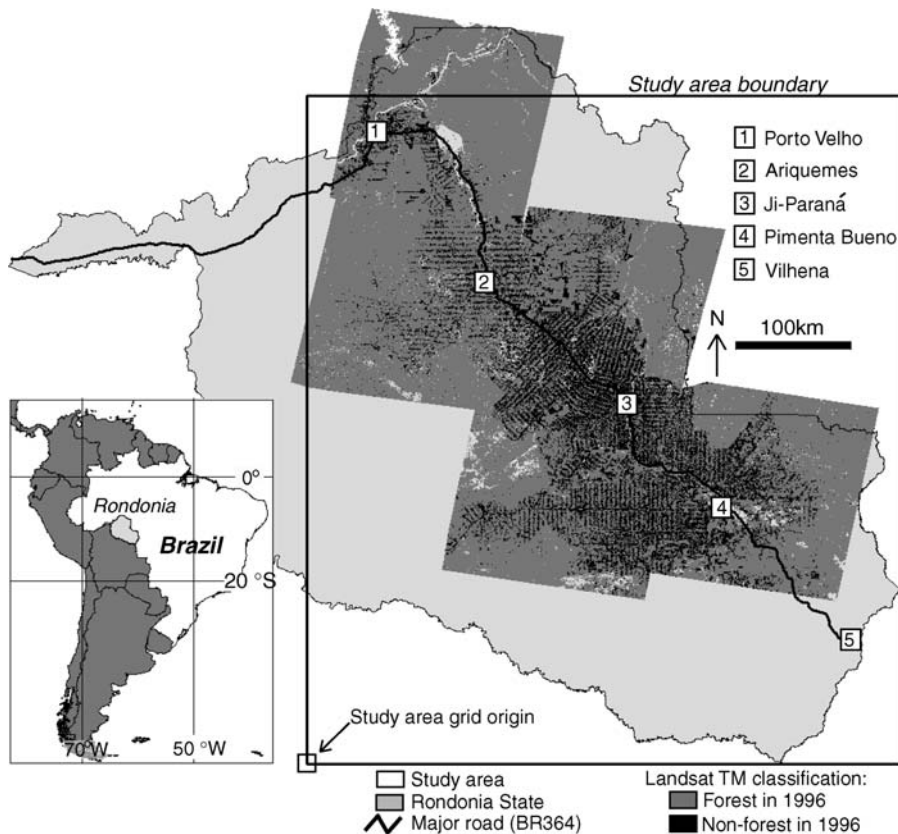 Study area boundary
1 Porto Velho
2 Ariquemes
3 Ji-Paraná
4 Pimenta Bueno
5 Vilhena
N
100km
1
2
3
4
5
0°
Rondonia
Brazil
20 °S
70 °W
50 °W
Study area grid origin
Study area
Rondonia State
Major road (BR364)
Landsat TM classification:
Forest in 1996
Non-forest in 1996